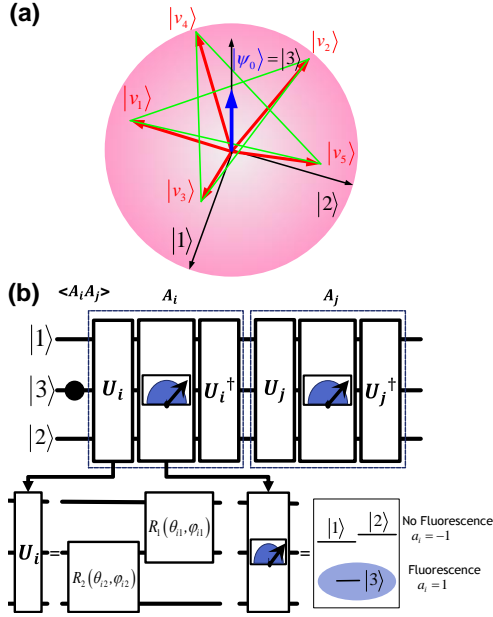 (a)
|v₄⟩
|ψ₀⟩=|3⟩
|v₂⟩
|v₁⟩
|v₅⟩
|v₃⟩
|2⟩
|1⟩
(b)
<AᵢAⱼ>
Aᵢ
Aⱼ
|1⟩
|3⟩
|2⟩
Uᵢ
Uᵢ†
Uⱼ
Uⱼ†
Uᵢ
=
R₂(θᵢ₂,φᵢ₂)
R₁(θᵢ₁,φᵢ₁)
=
|1⟩
|2⟩
|3⟩
No Fluorescence
aᵢ=-1
Fluorescence
aᵢ=1